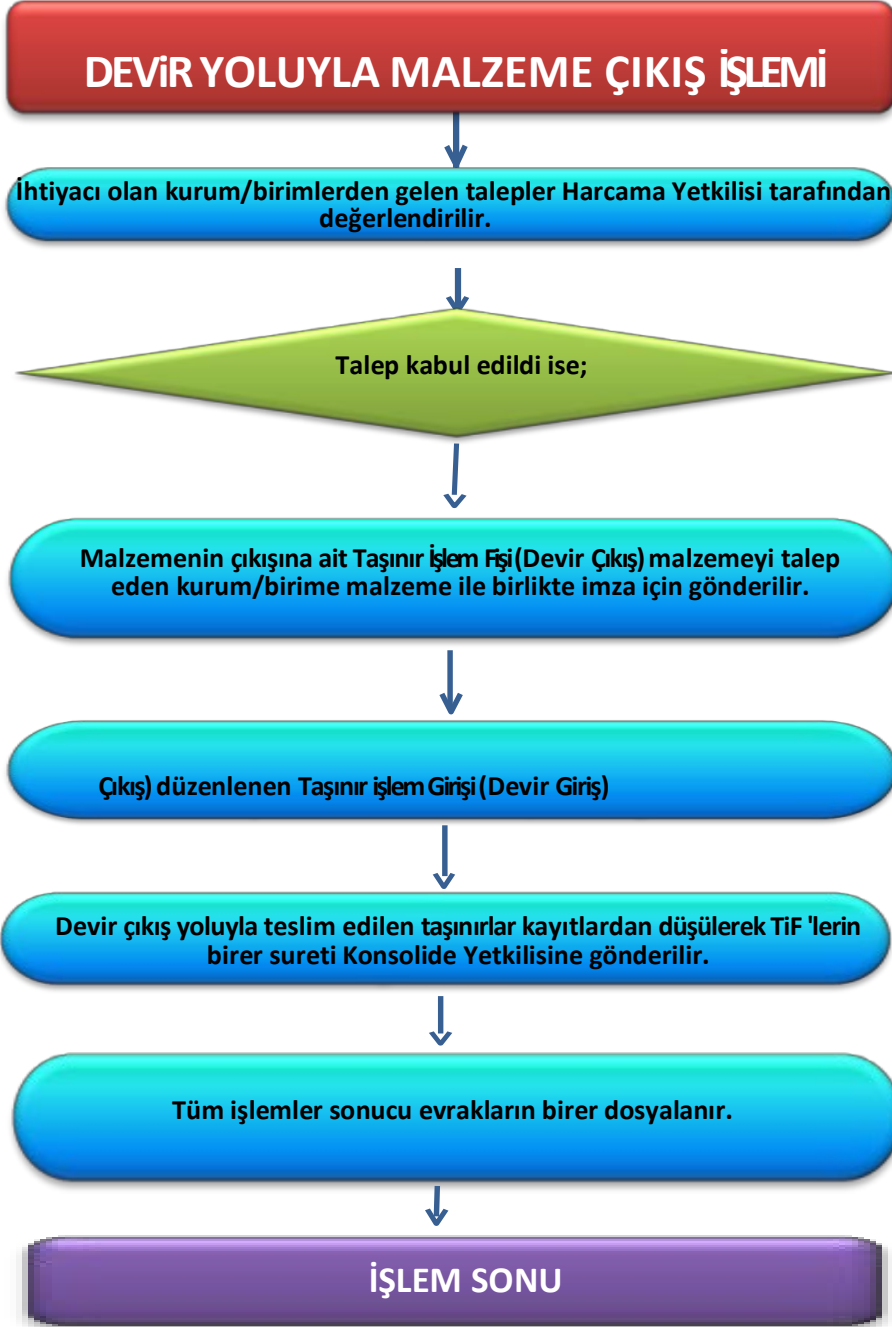 DEViR YOLUYLA MALZEME ÇIKIŞ İŞLEMİ
İhtiyacı olan kurum/birimlerden gelen talepler Harcama Yetkilisi tarafından
değerlendirilir.
Talep kabul edildi ise;
Malzemenin çıkışına ait Taşınır İşlem Fişi (Devir Çıkış) malzemeyi talep
eden kurum/birime malzeme ile birlikte imza için gönderilir.
Çıkış) düzenlenen Taşınır işlem Girişi (Devir Giriş)
Devir çıkış yoluyla teslim edilen taşınırlar kayıtlardan düşülerek TiF 'lerin
birer sureti Konsolide Yetkilisine gönderilir.
Tüm işlemler sonucu evrakların birer dosyalanır.
İŞLEM SONU